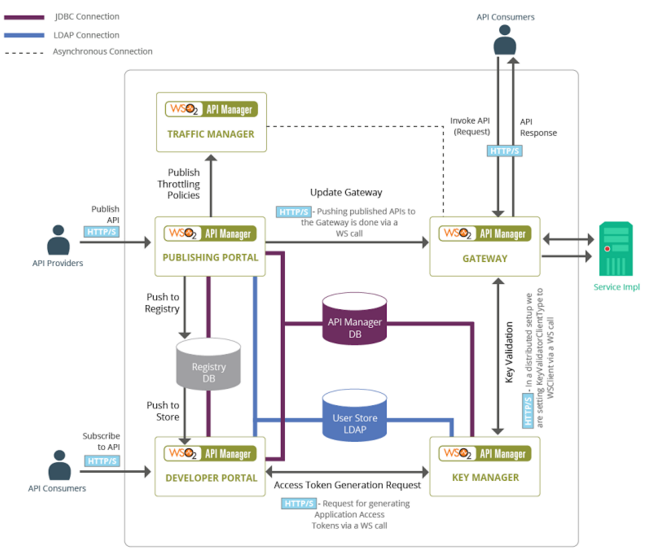 JDBC Connection
LDAP Connection
Asynchronous Connection
API Consumers
WSO2 API Manager
TRAFFIC MANAGER
Invoke API
(Request)
API
Response
HTTP/S
Publish
Throttling
Policies
Update Gateway
HTTP/S - Pushing published APIs to
the Gateway is done via a
WS call
Publish
API
HTTP/S
API Providers
WSO2 API Manager
PUBLISHING PORTAL
WSO2 API Manager
GATEWAY
Service Impl
Push to
Registry
API Manager
DB
Key Validation
HTTP/S - In a distributed setup we
are setting KeyValidatorClientType to
WSClient via a WS call
Registry
DB
Push to
Store
User Store
LDAP
Subscribe
to API
HTTP/S
API Consumers
WSO2 API Manager
DEVELOPER PORTAL
WSO2 API Manager
KEY MANAGER
Access Token Generation Request
HTTP/S - Request for generating
Application Access
Tokens via a WS call